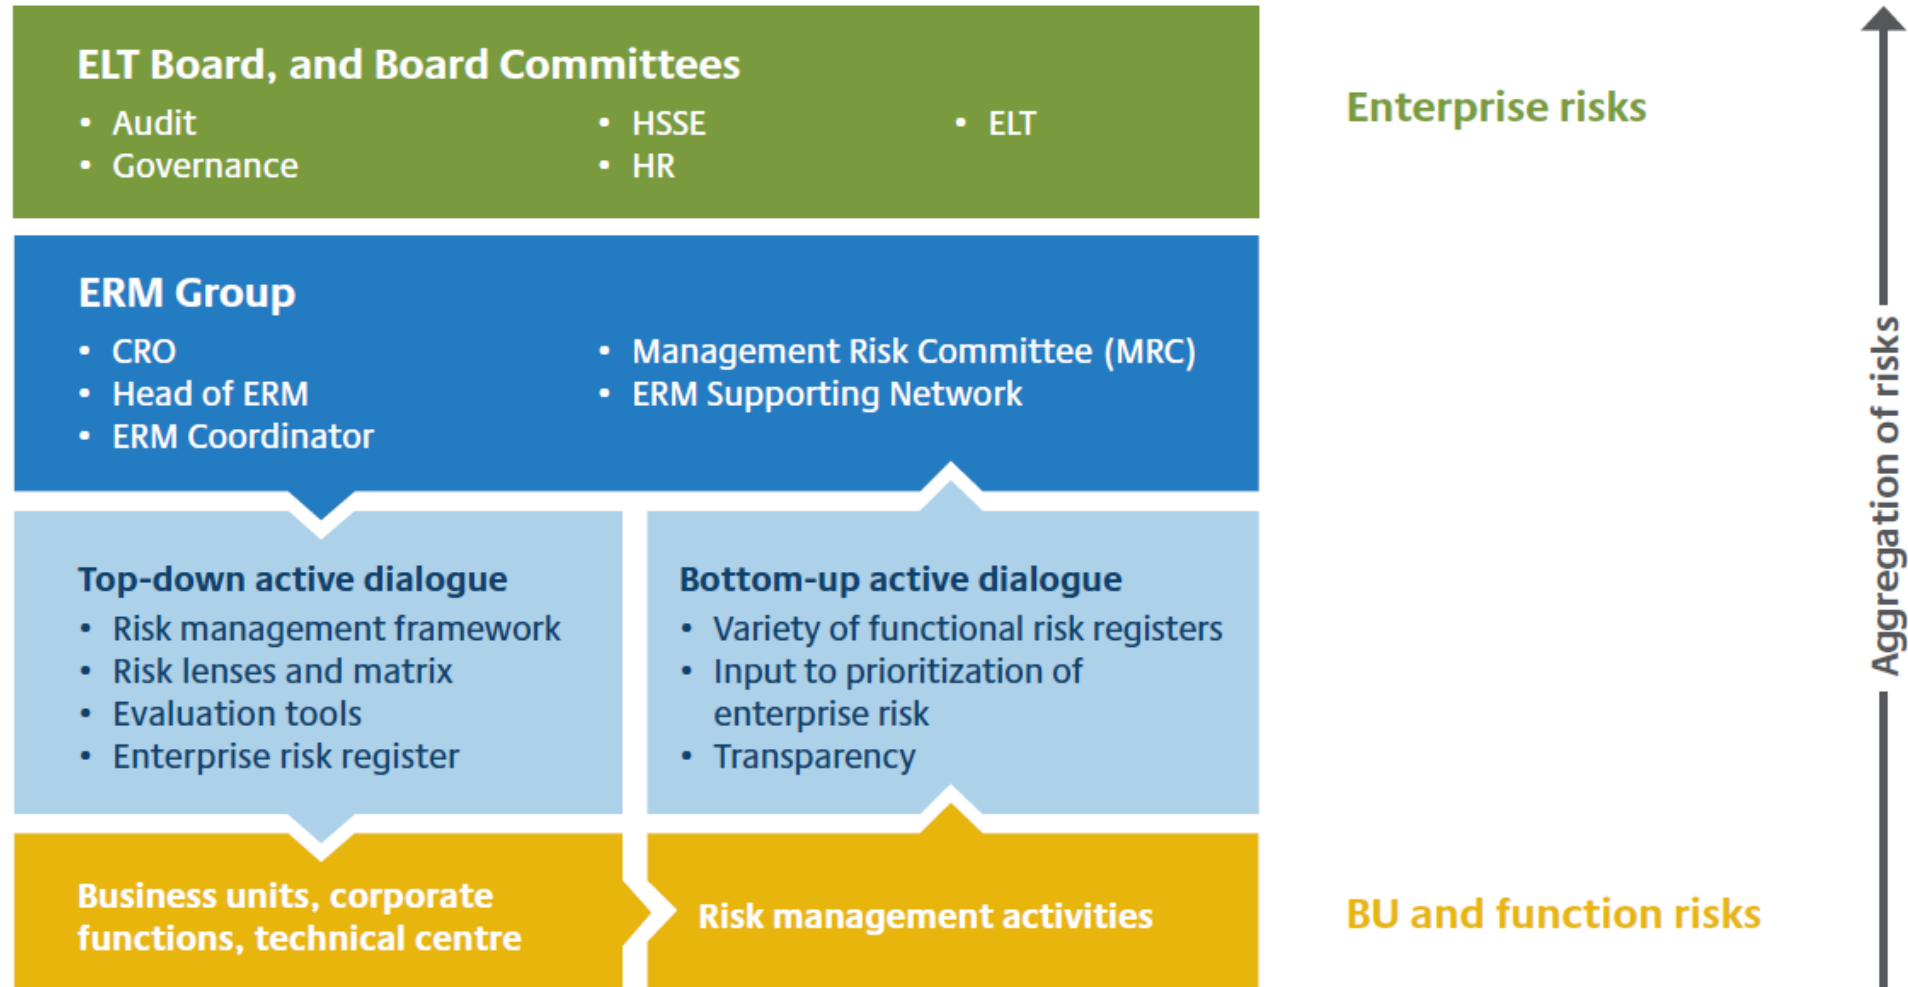 ELT Board, and Board Committees
• Audit
• Governance
• HSSE
• HR
• ELT
Enterprise risks
ERM Group
• CRO
• Head of ERM
• ERM Coordinator
• Management Risk Committee (MRC)
• ERM Supporting Network
Top-down active dialogue
• Risk management framework
• Risk lenses and matrix
• Evaluation tools
• Enterprise risk register
Bottom-up active dialogue
• Variety of functional risk registers
• Input to prioritization of
enterprise risk
• Transparency
Business units, corporate
functions, technical centre
Risk management activities
BU and function risks
Aggregation of risks